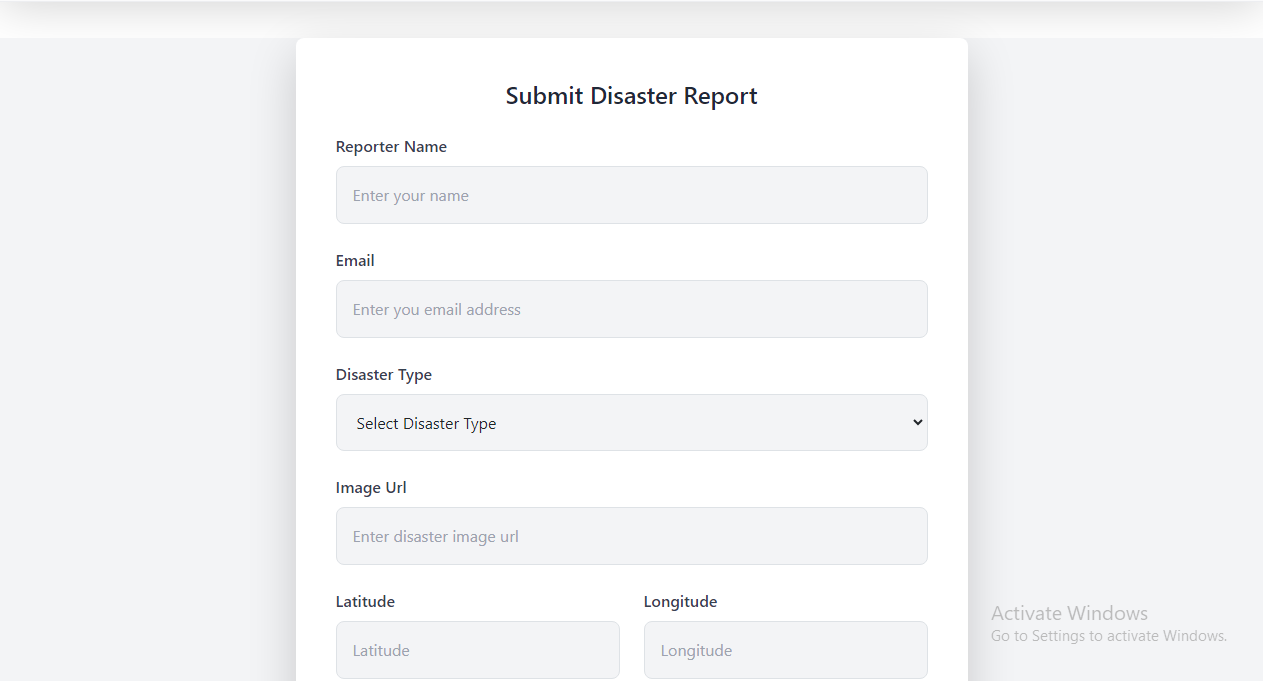 Submit Disaster Report
Reporter Name
Enter your name
Email
Enter you email address
Disaster Type
Select Disaster Type
Image Url
Enter disaster image url
Latitude
Longitude
Latitude
Longitude
Activate Windows
Go to Settings to activate Windows.